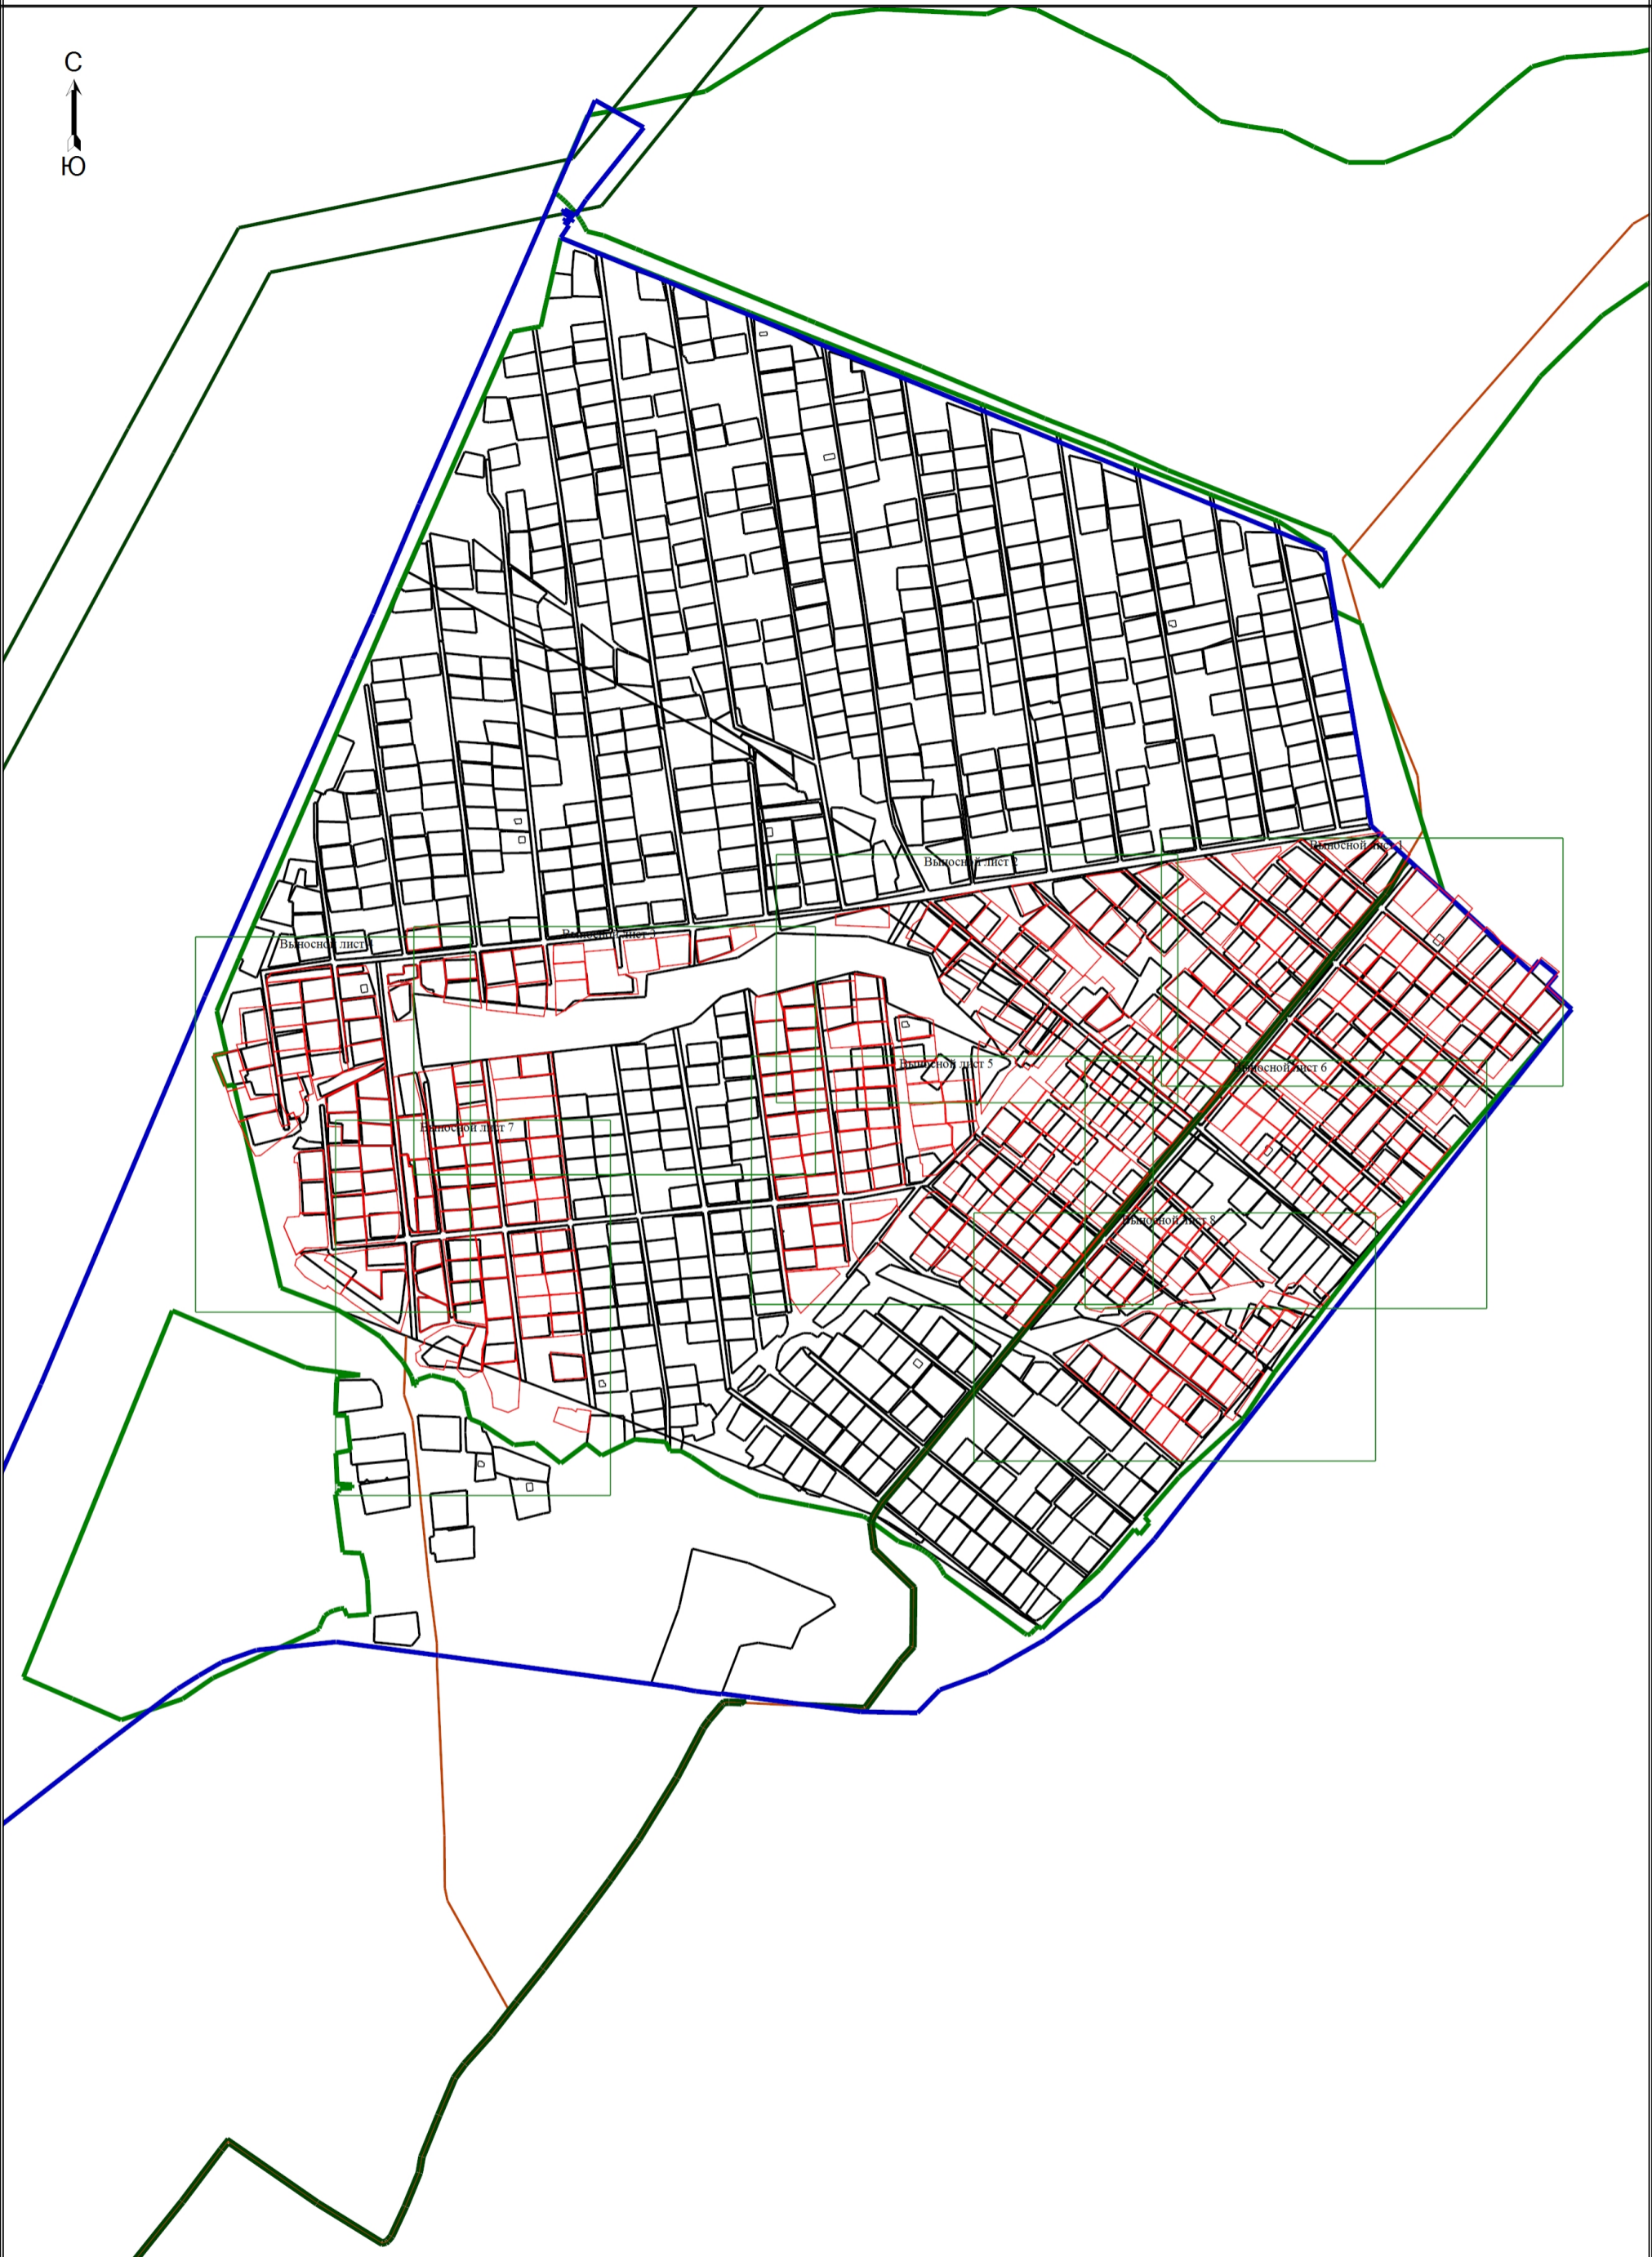 С
Ю
Выносной лист 1
Выносной лист 2
Выносной лист 3
Выносной лист 4
Выносной лист 5
Выносной лист 6
Выносной лист 7
Выносной лист 8